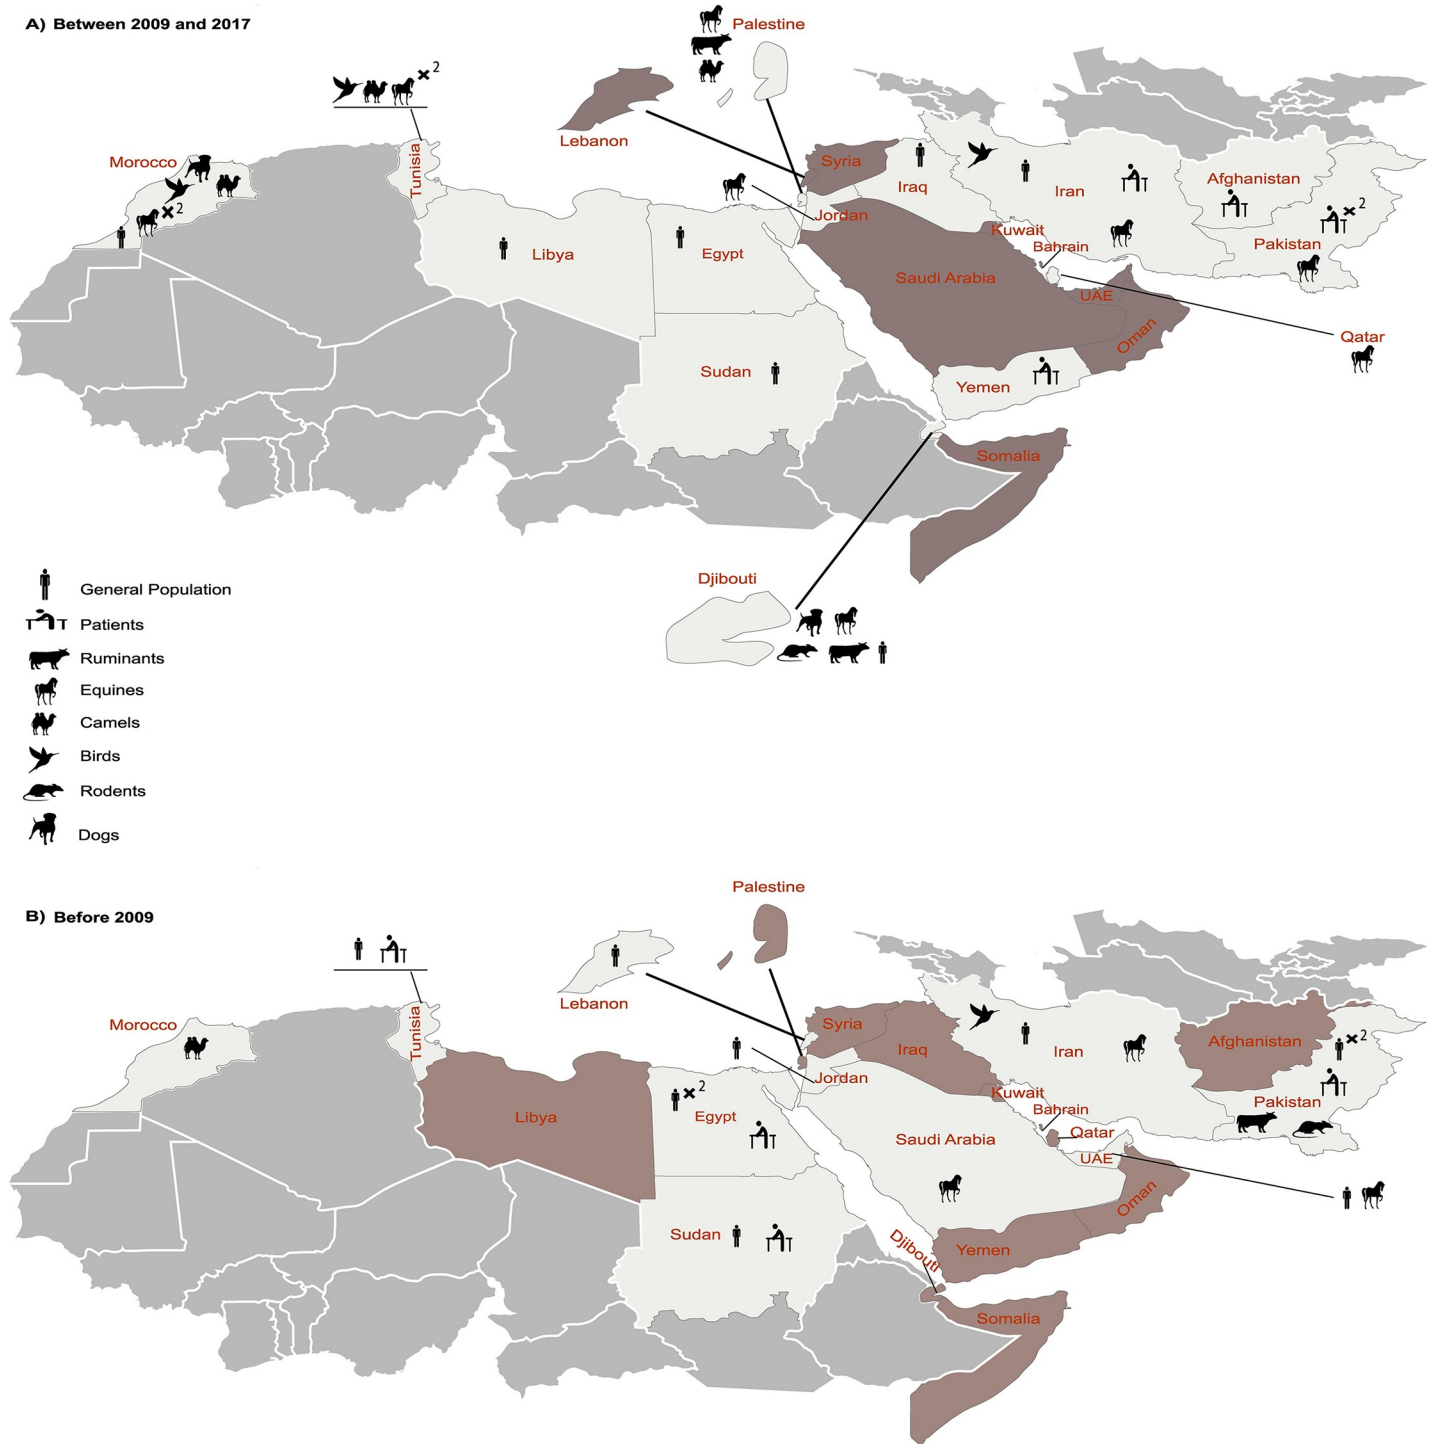 A) Between 2009 and 2017
Palestine
2
Lebanon
Morocco
Tunisia
Syria
Iraq
Iran
Afghanistan
2
2
Jordan
Kuwait
Bahrain
Pakistan
Libya
Egypt
Saudi Arabia
UAE
Oman
Qatar
Sudan
Yemen
Somalia
Djibouti
General Population
Patients
Ruminants
Equines
Camels
Birds
Rodents
Dogs
Palestine
B) Before 2009
Lebanon
Morocco
Tunisia
Syria
Iraq
Iran
Afghanistan
2
Jordan
2
Kuwait
Pakistan
Bahrain
Libya
Egypt
Qatar
Saudi Arabia
UAE
Oman
Sudan
Djibouti
Yemen
Somalia